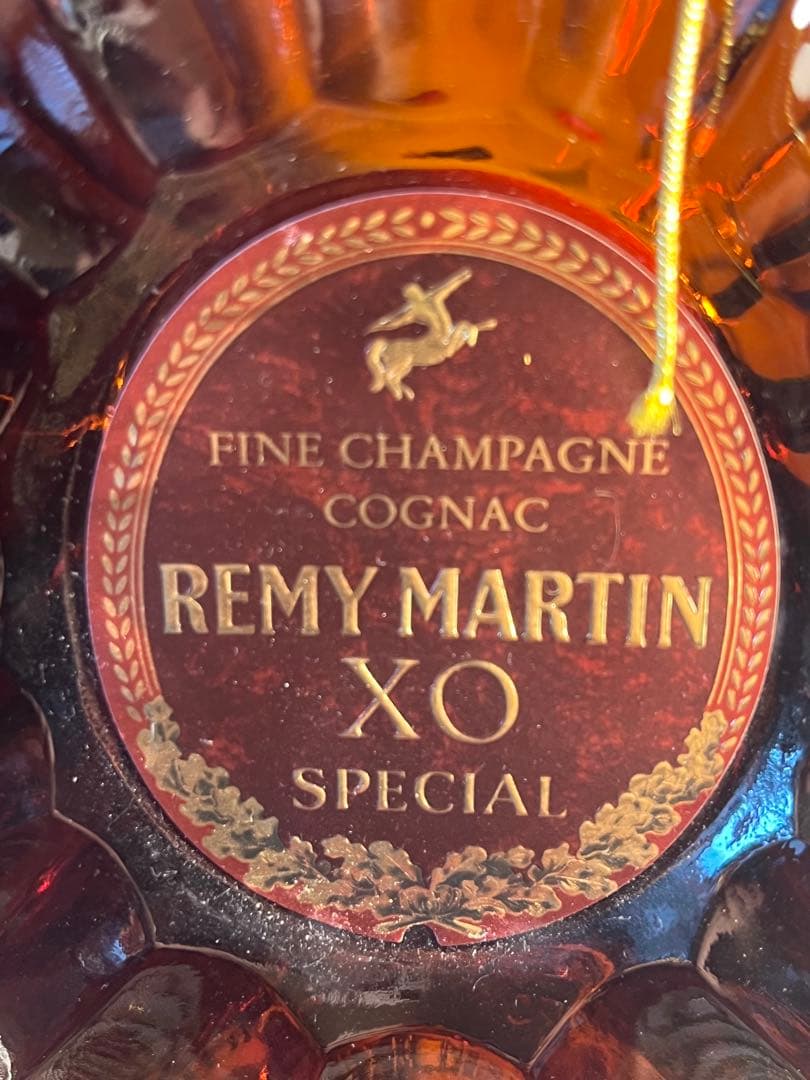 FINE CHAMPAGNE
COGNAC
REMY MARTIN
XO
SPECIAL